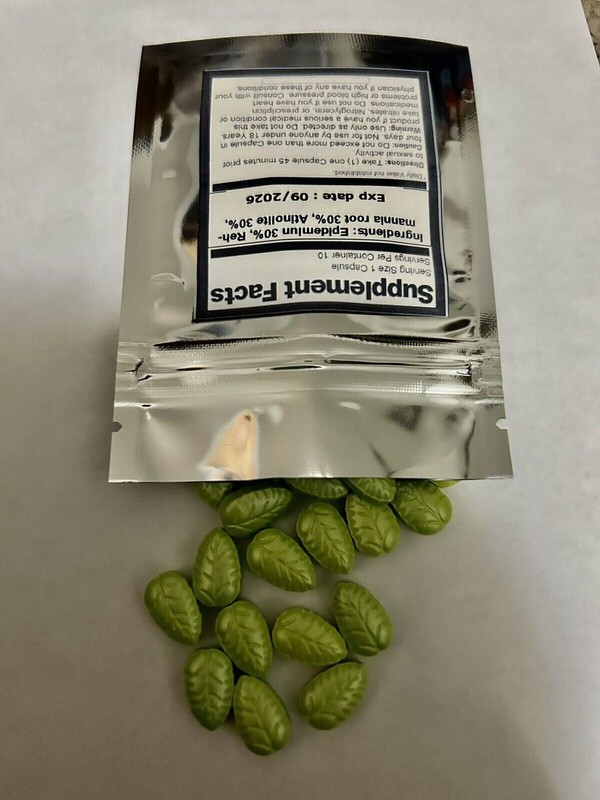 Supplement Facts
Serving Size 1 Capsule
Servings Per Container 10
Ingredients: Epidemiun 30%, Reh-
mannia root 30%, Atinolite 30%,
Exp date : 09/2026
*Daily Value not established.
Directions: Take (1) one Capsule 45 minutes prior
to sexual activity
Caution: Do not exceed more than one Capsule in
four days. Not for use by anyone under 18 Years
Warning: Use only as directed. Do not take this
product if you have a serious medical condition or
take nitrates, Nitroglycerin, or prescription
medications. Do not use if you have heart
problems or high blood pressure. Consult with your
physician if you have any of these conditions.